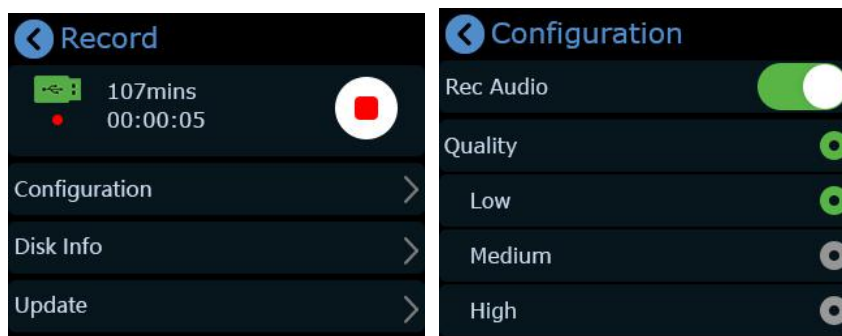 Record
107mins
00:00:05
Configuration
Disk Info
Update
Configuration
Rec Audio
Quality
Low
Medium
High